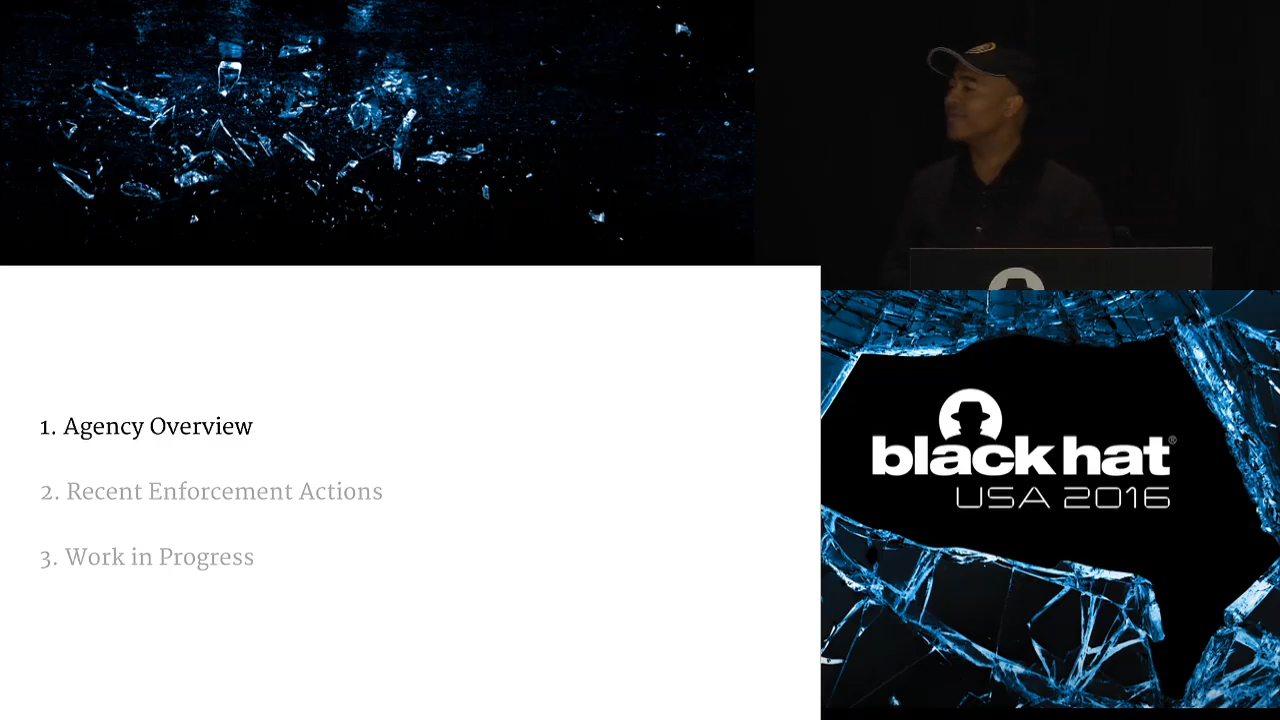 1. Agency Overview
2. Recent Enforcement Actions
3. Work in Progress
black hat®
USA 2016